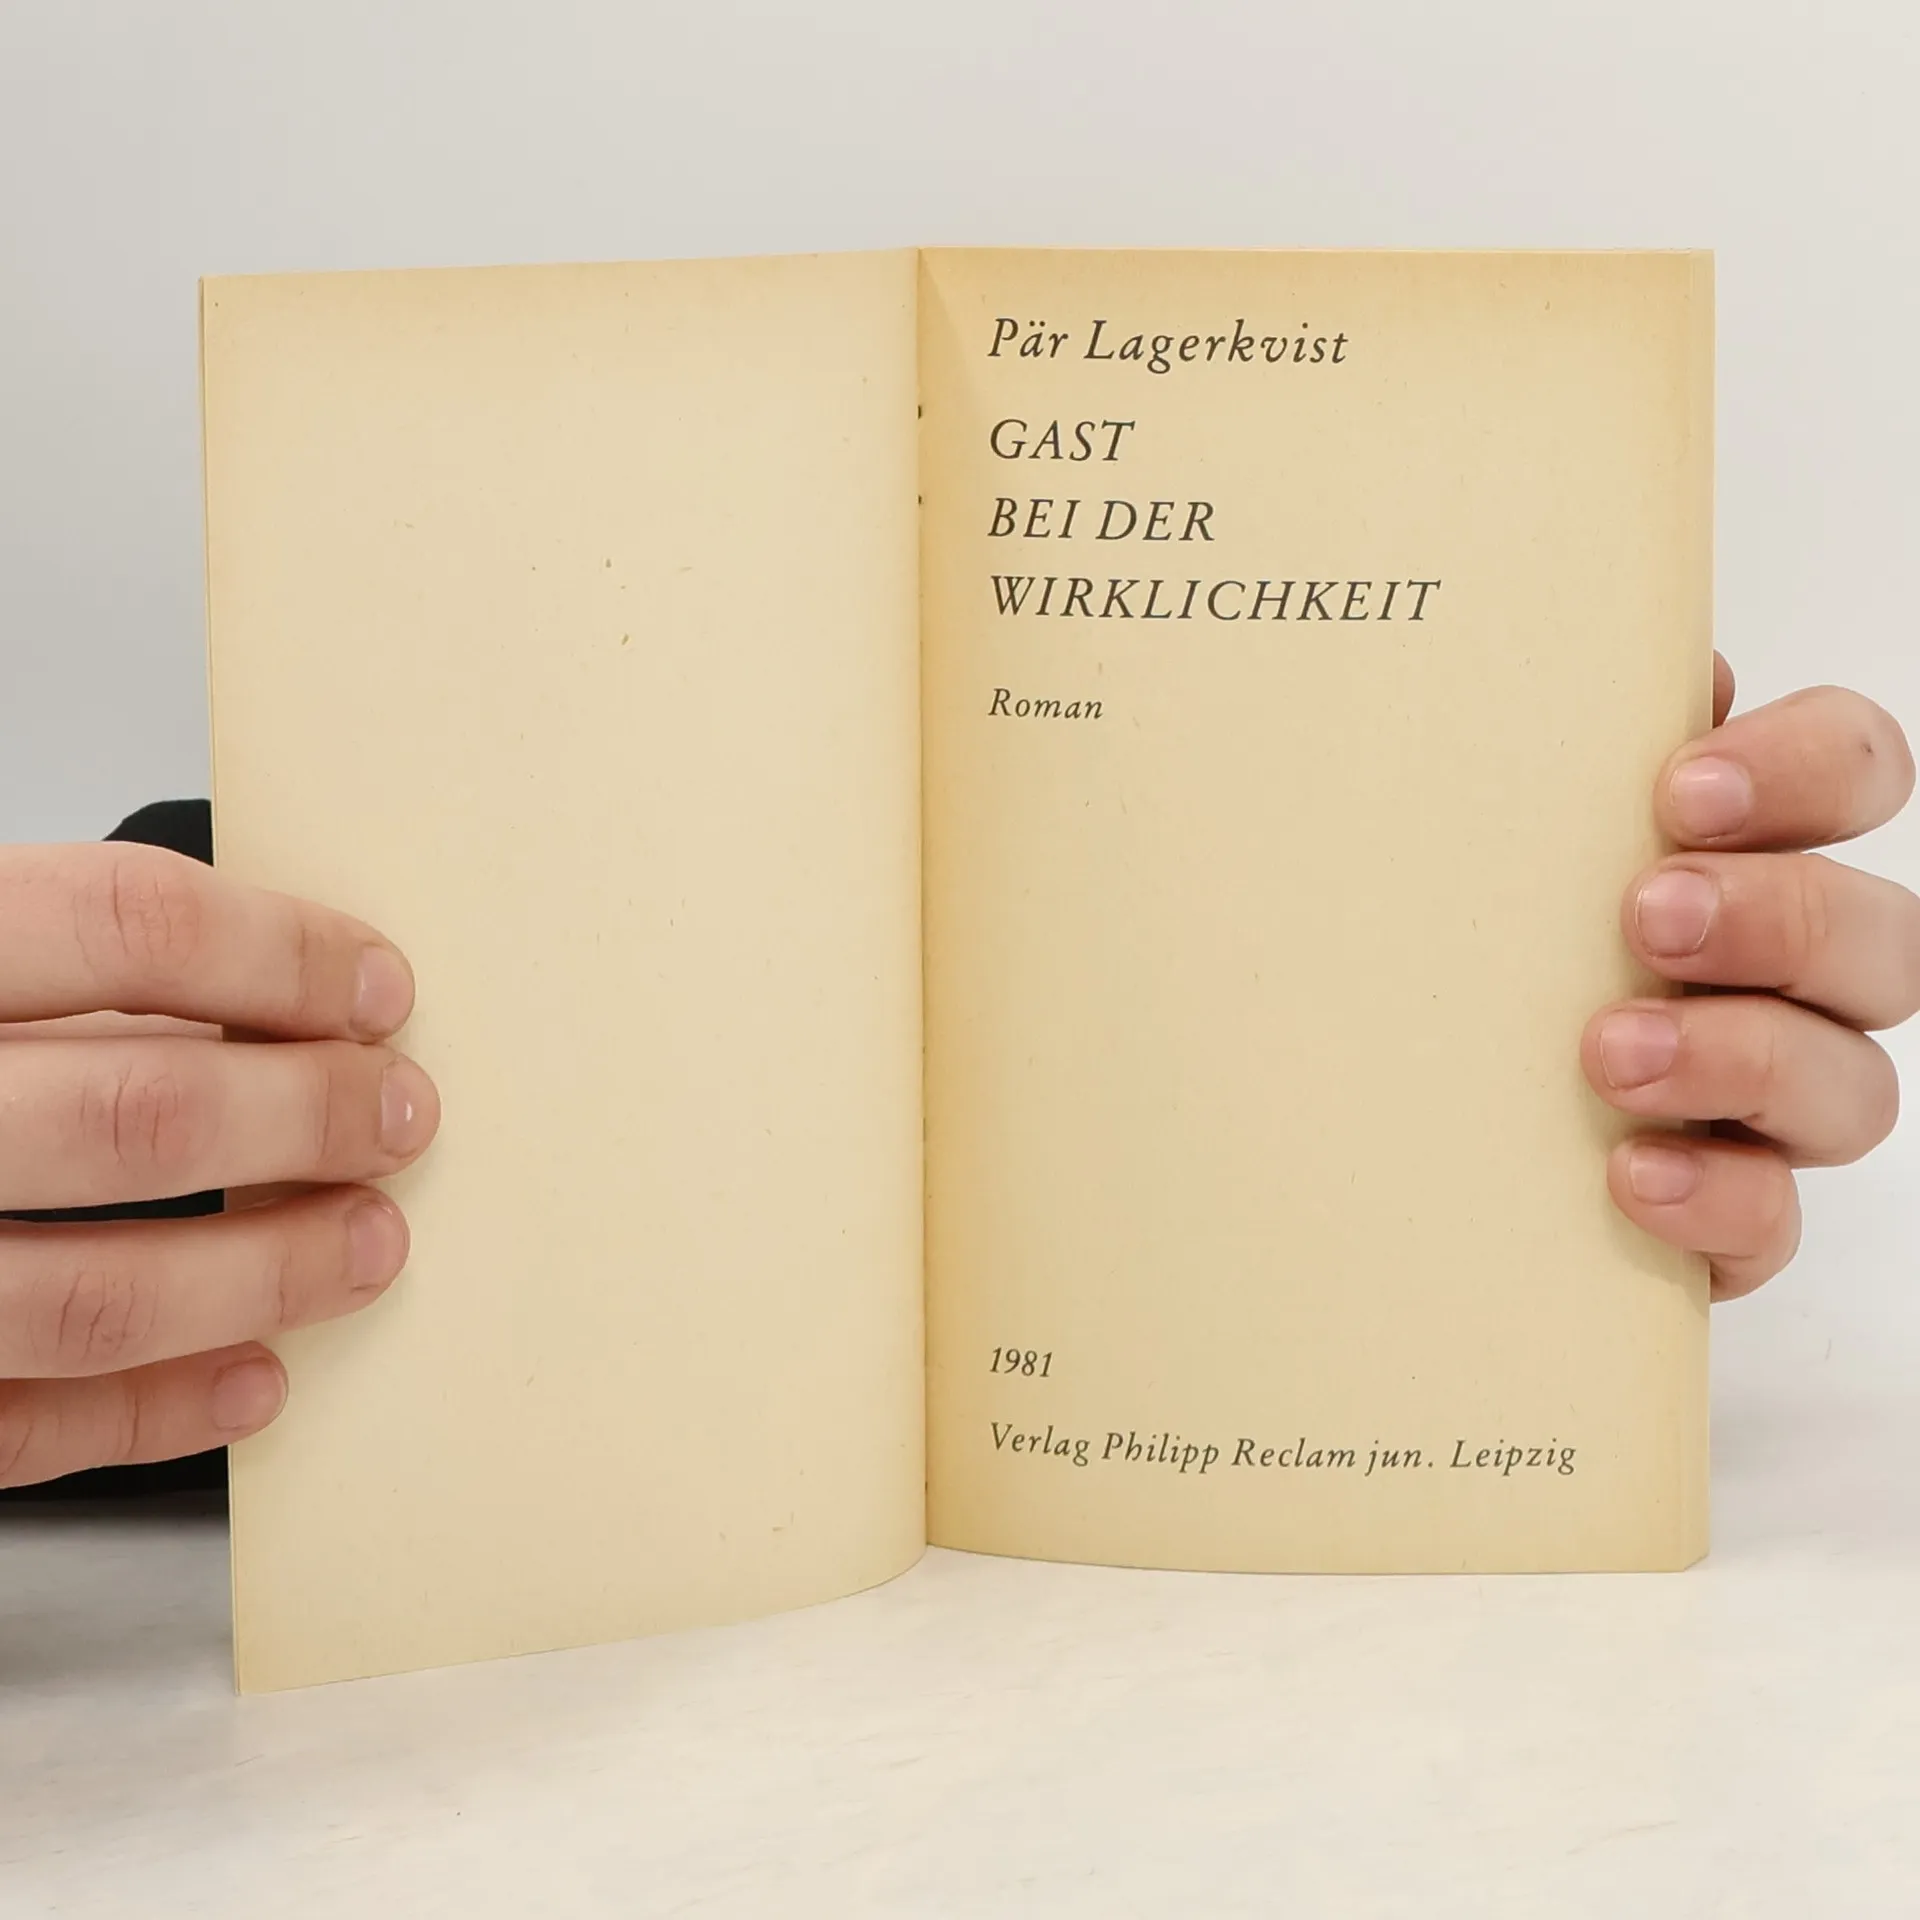 Pär Lagerkvist
GAST
BEI DER
WIRKLICHKEIT
Roman
1981
Verlag Philipp Reclam jun. Leipzig